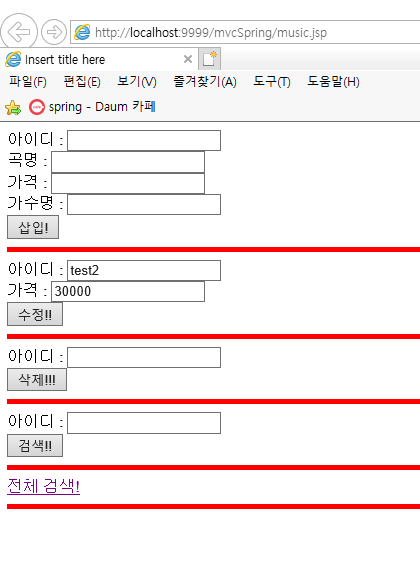 http://localhost:9999/mvcSpring/music.jsp
Insert title here
파일(F) 편집(E) 보기(V) 즐겨찾기(A) 도구(T) 도움말(H)
spring - Daum 카페
아이디 :
곡명 :
가격 :
가수명 :
삽입!
아이디 : test2
가격 : 30000
수정!!
아이디 :
삭제!!!
아이디 :
검색!!
전체 검색!